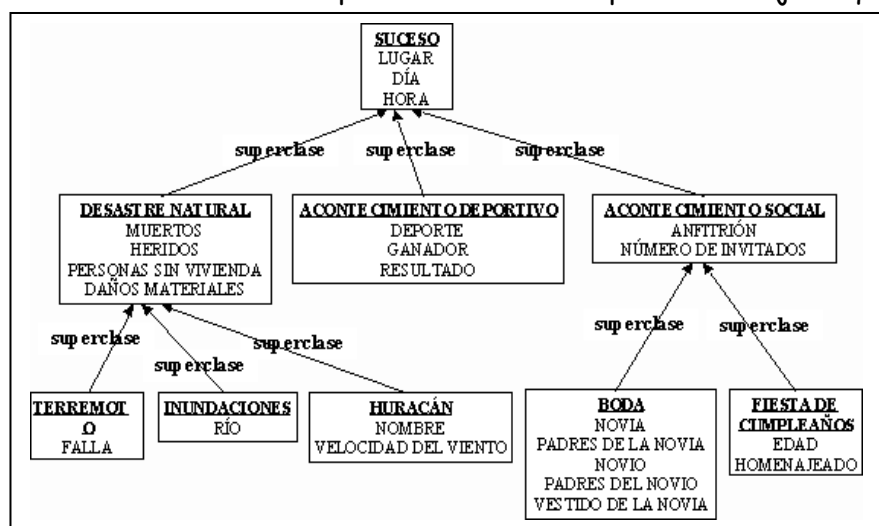 SUCESO
LUGAR
DÍA
HORA
superclase
superclase
superclase
DESASTRE NATURAL
MUERTOS
HERIDOS
PERSONAS SIN VIVIENDA
DAÑOS MATERIALES
ACONTECIMIENTO DEPORTIVO
DEPORTE
GANADOR
RESULTADO
ACONTECIMIENTO SOCIAL
ANFITRIÓN
NÚMERO DE INVITADOS
superclase
superclase
superclase
superclase
superclase
TERREMOT
O
FALLA
INUNDACIONES
RÍO
HURACÁN
NOMBRE
VELOCIDAD DEL VIENTO
BODA
NOVIA
PADRES DE LA NOVIA
NOVIO
PADRES DEL NOVIO
VESTIDO DE LA NOVIA
FIESTA DE
CUMPLEAÑOS
EDAD
HOMENAJEADO